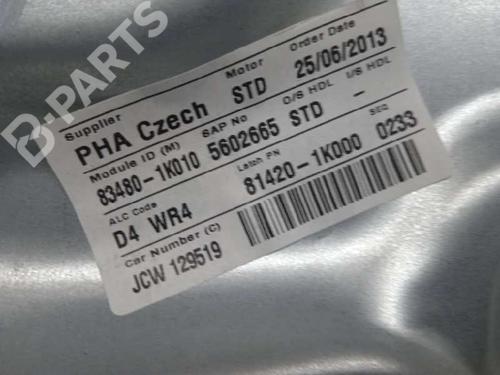 B-PARTS
Supplier Motor Order Date
PHA Czech STD 25/06/2013
Module ID (M) SAP No O/S HDL I/S HDL
83480-1K010 5602665 STD -
ALC Code Latch PN SEQ
D4 WR4 81420-1K000 0233
Car Number (C)
JCW 129519